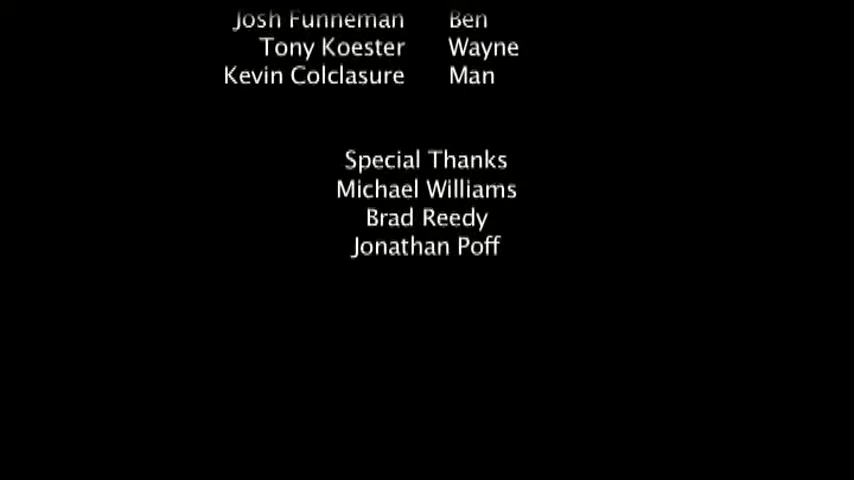 Josh Funneman Ben
Tony Koester Wayne
Kevin Colclasure Man
Special Thanks
Michael Williams
Brad Reedy
Jonathan Poff